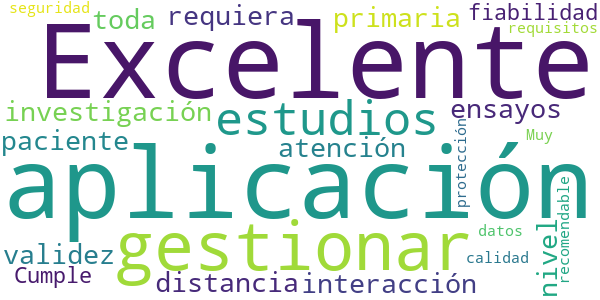 seguridad
toda
requiera
primaria
fiabilidad
requisitos
Excelente
investigación
estudios
ensayos
paciente
atención
protección
Muy
aplicación
gestionar
nivel
recomendable
datos
validez
calidad
Cumple
distancia
interacción